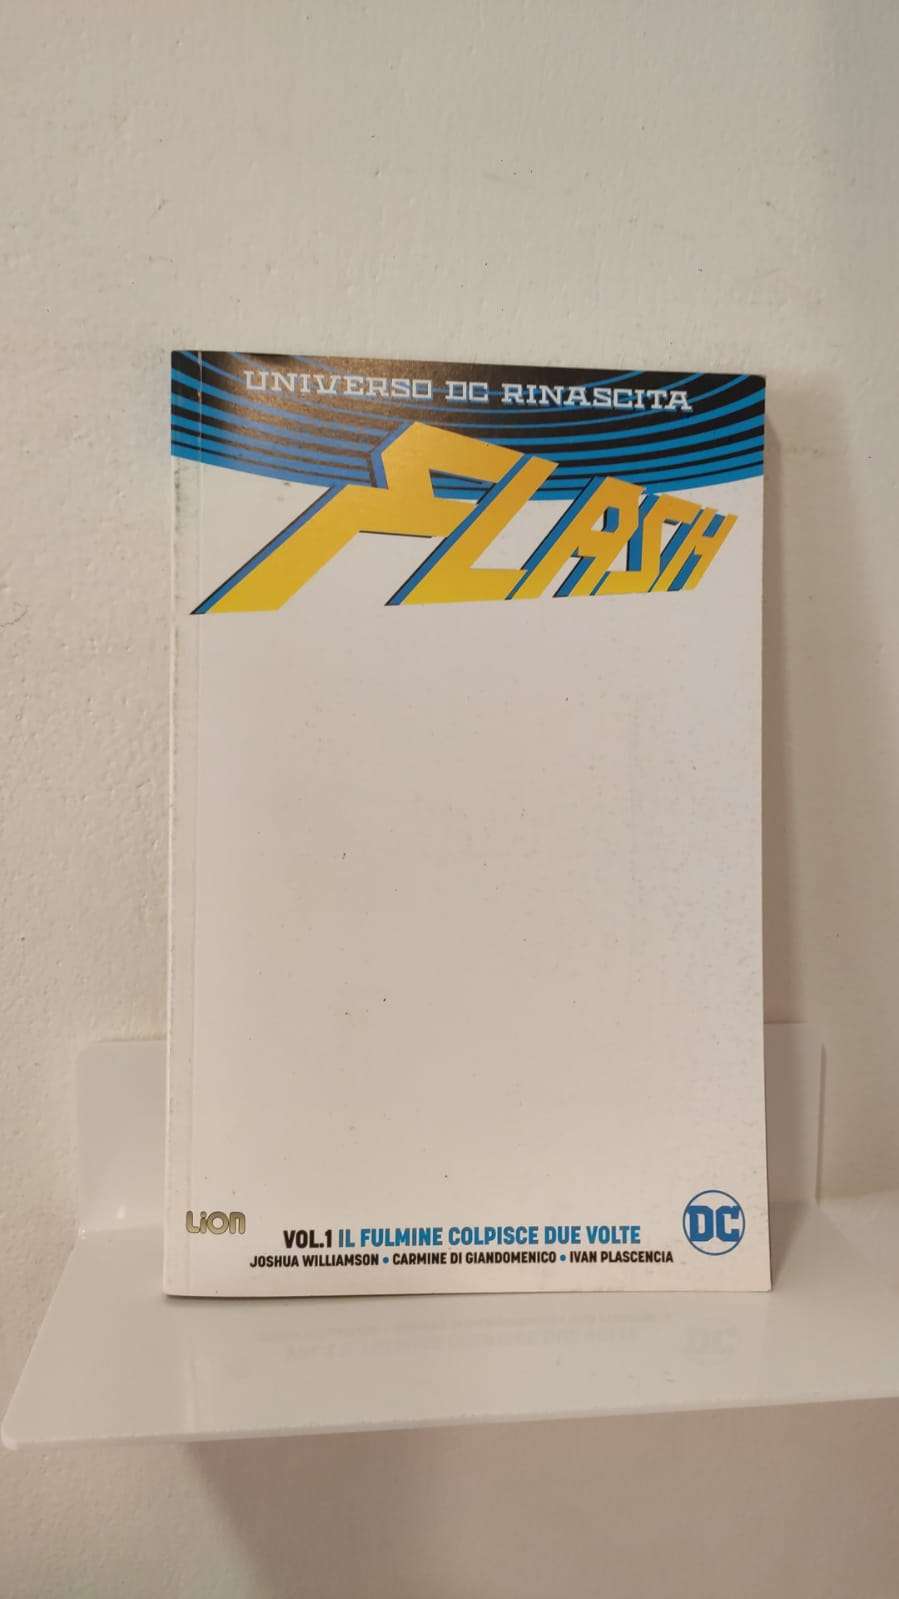 UNIVERSO DC RINASCITA
FLASH
LION
VOL.1 IL FULMINE COLPISCE DUE VOLTE
JOSHUA WILLIAMSON • CARMINE DI GIANDOMENICO • IVAN PLASCENCIA
DC